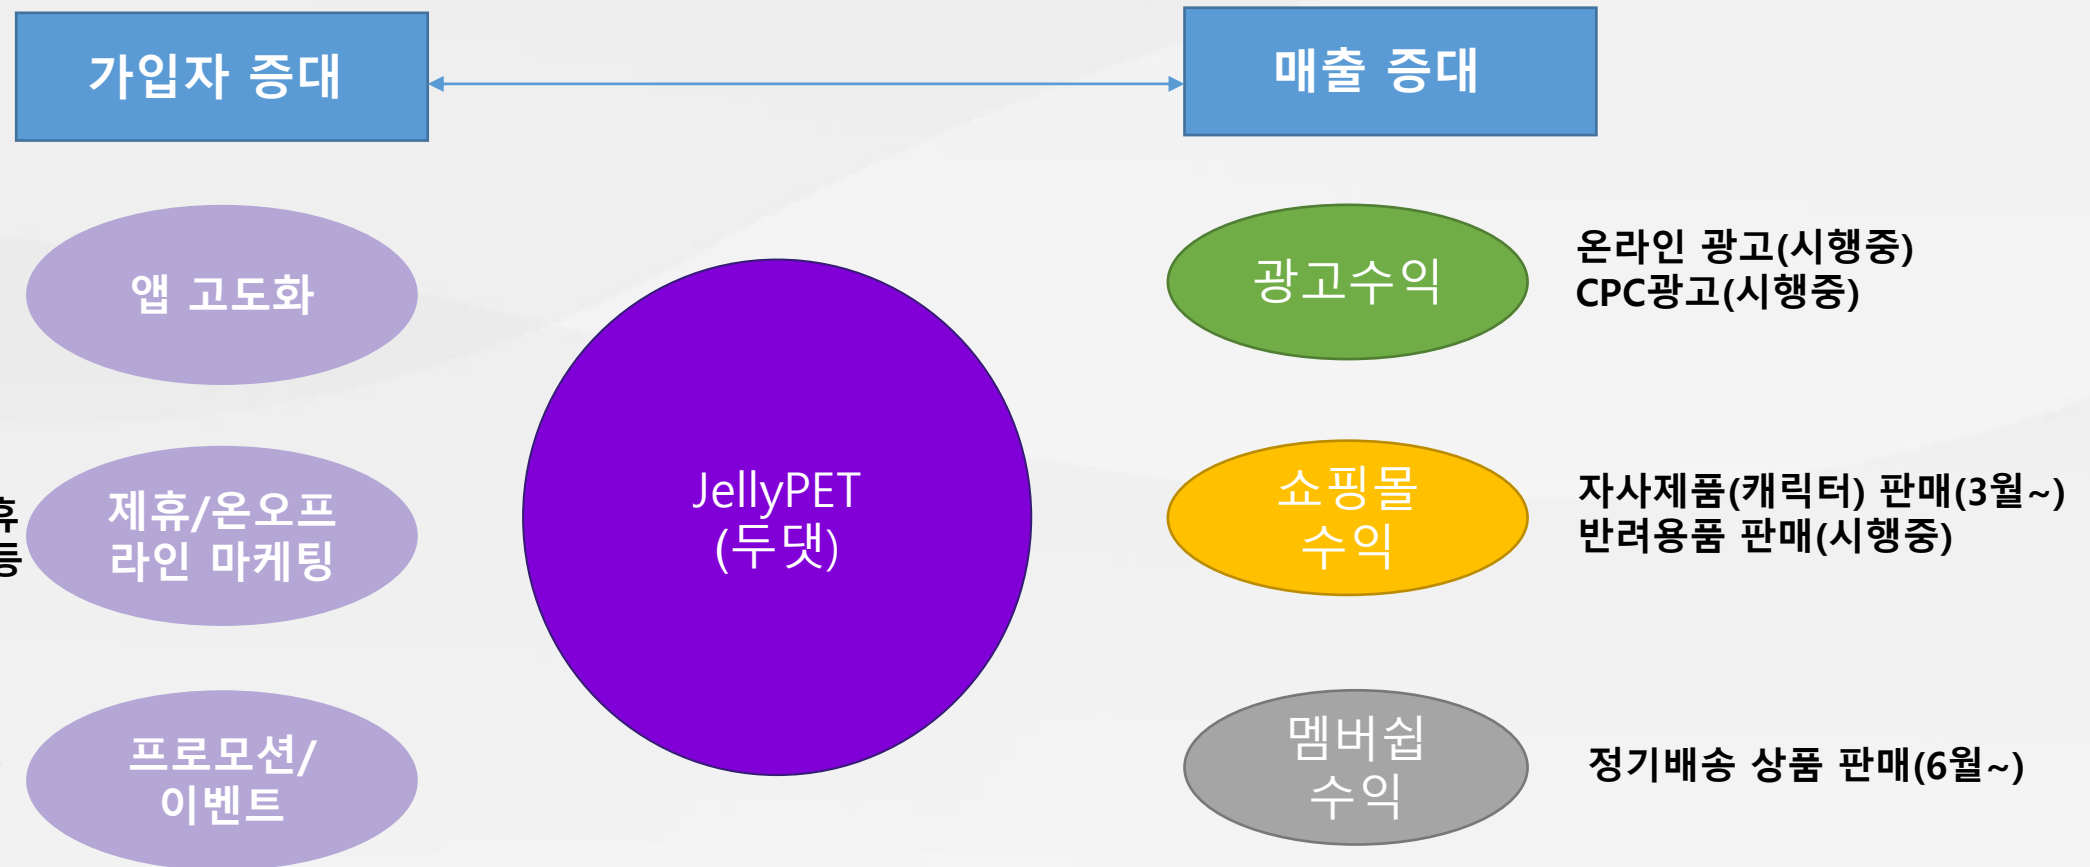 가입자 증대
매출 증대
앱 고도화
제휴/온오프
라인 마케팅
프로모션/
이벤트
JellyPET
(두댓)
광고수익
온라인 광고(시행중)
CPC광고(시행중)
쇼핑몰
수익
자사제품(캐릭터) 판매(3월~)
반려용품 판매(시행중)
멤버쉽
수익
정기배송 상품 판매(6월~)
휴
등